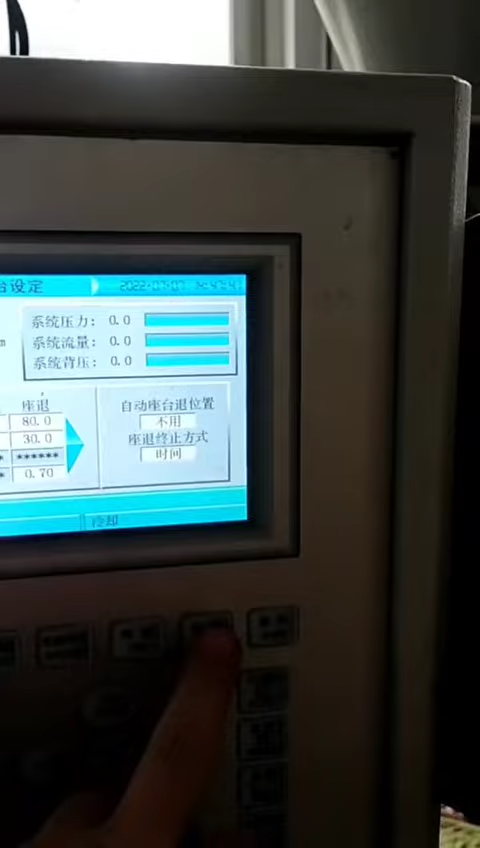 台设定
系统压力: 0.0
m 系统流量: 0.0
系统背压: 0.0
座退
80.0
30.0
* ******
* 0.70
自动座台退位置
不用
座退终止方式
时间
冷却